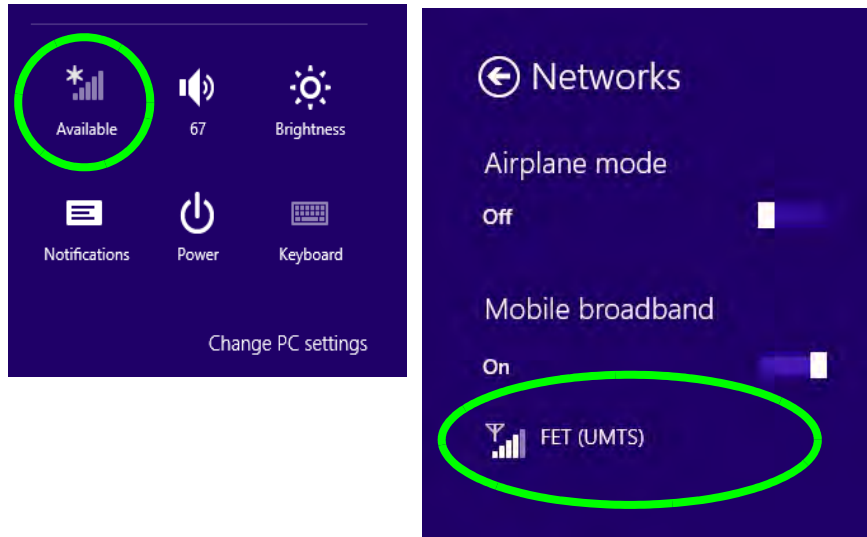 Available
67
Brightness
Notifications
Power
Keyboard
Change PC settings
Networks
Airplane mode
Off
Mobile broadband
On
FET (UMTS)